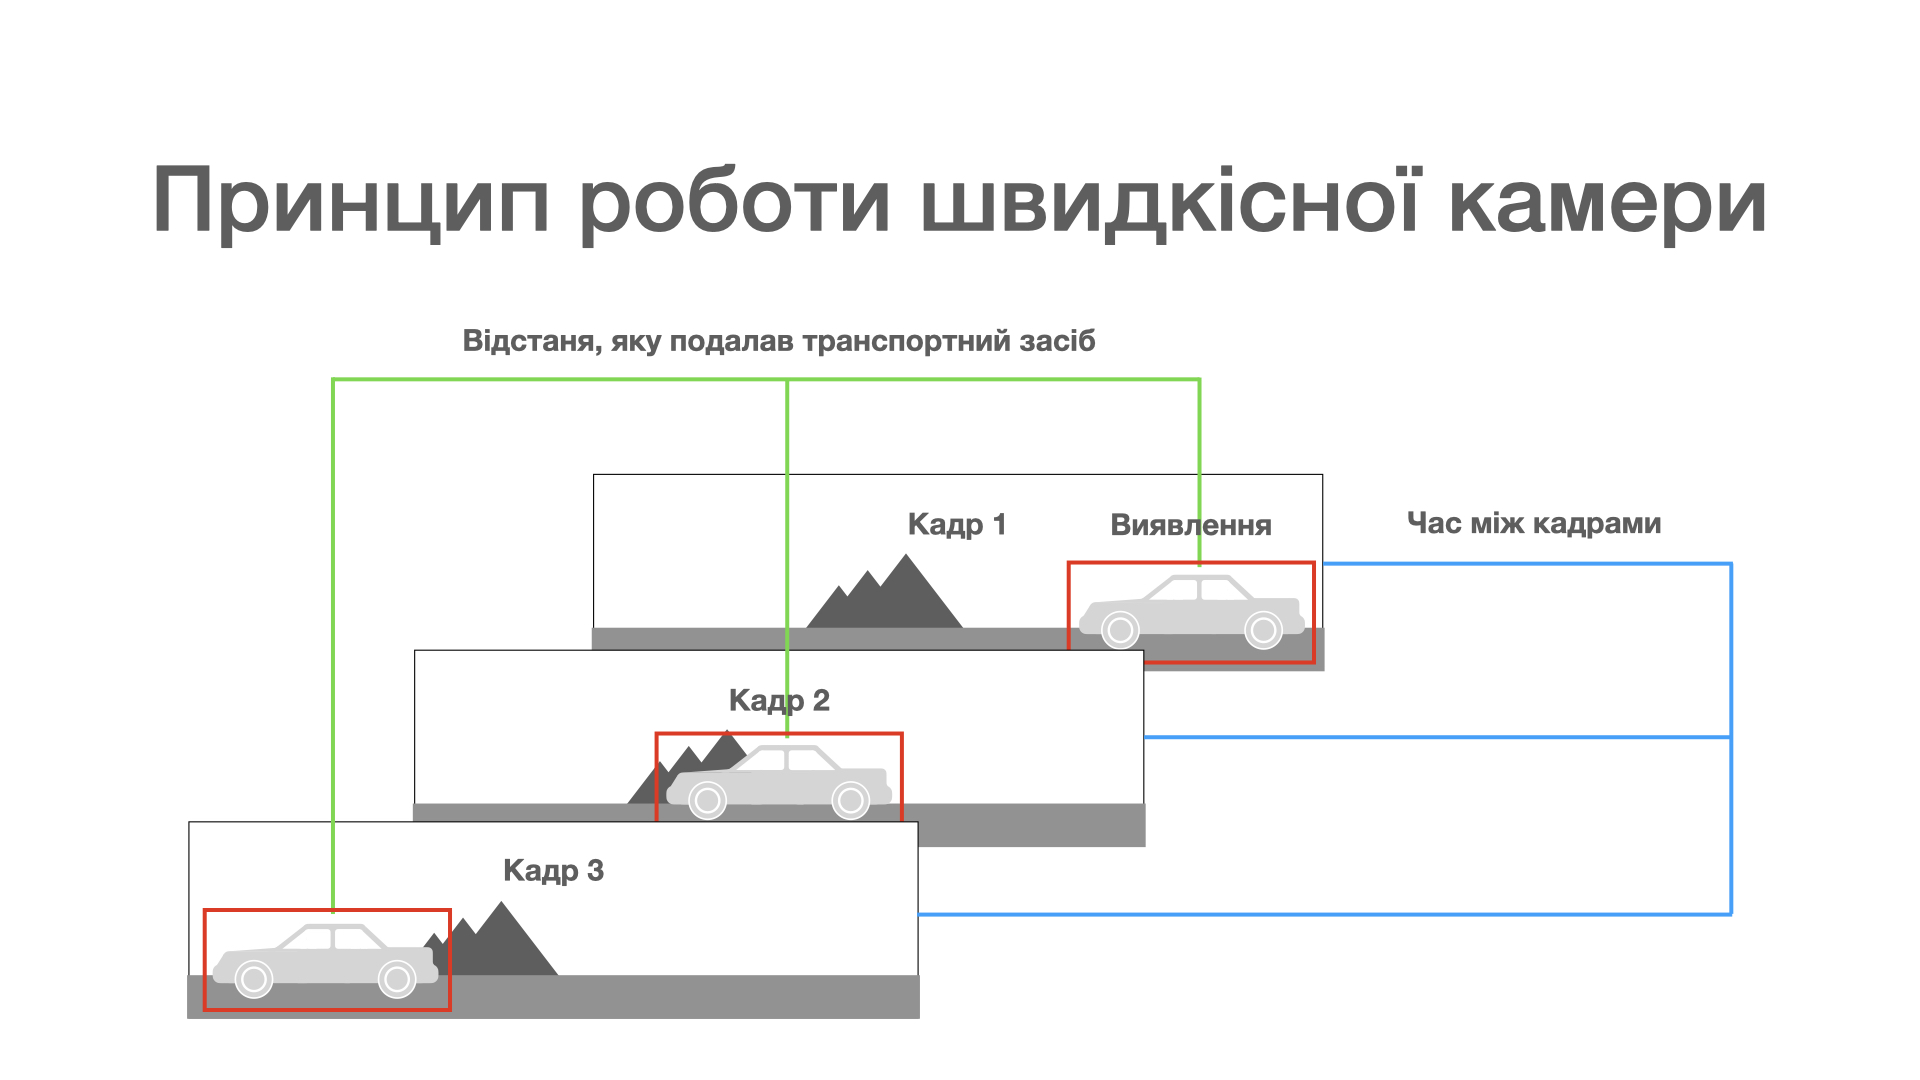 Принцип роботи швидкісної камери
Відстаня, яку подалав транспортний засіб
Кадр 1
Виявлення
Час між кадрами
Кадр 2
Кадр 3